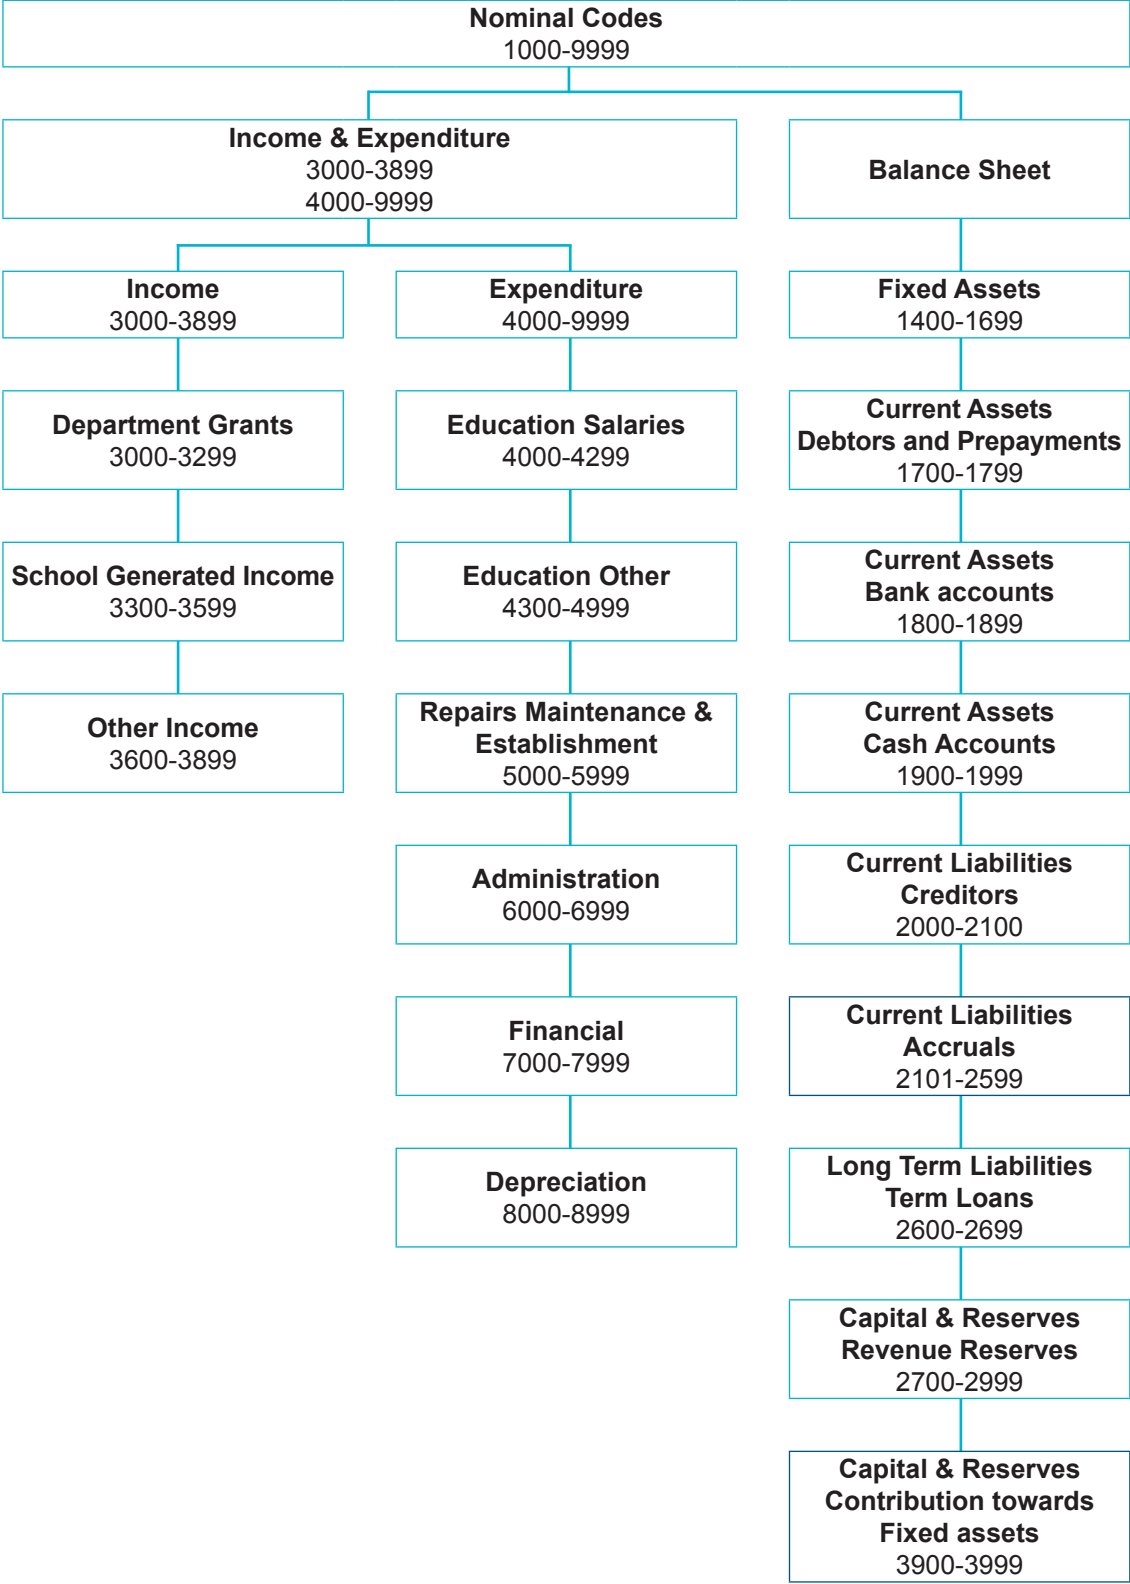 Nominal Codes
1000-9999
Income & Expenditure
3000-3899
4000-9999
Balance Sheet
Income
3000-3899
Expenditure
4000-9999
Fixed Assets
1400-1699
Department Grants
3000-3299
Education Salaries
4000-4299
Current Assets
Debtors and Prepayments
1700-1799
School Generated Income
3300-3599
Education Other
4300-4999
Current Assets
Bank accounts
1800-1899
Other Income
3600-3899
Repairs Maintenance &
Establishment
5000-5999
Current Assets
Cash Accounts
1900-1999
Administration
6000-6999
Current Liabilities
Creditors
2000-2100
Financial
7000-7999
Current Liabilities
Accruals
2101-2599
Depreciation
8000-8999
Long Term Liabilities
Term Loans
2600-2699
Capital & Reserves
Revenue Reserves
2700-2999
Capital & Reserves
Contribution towards
Fixed assets
3900-3999